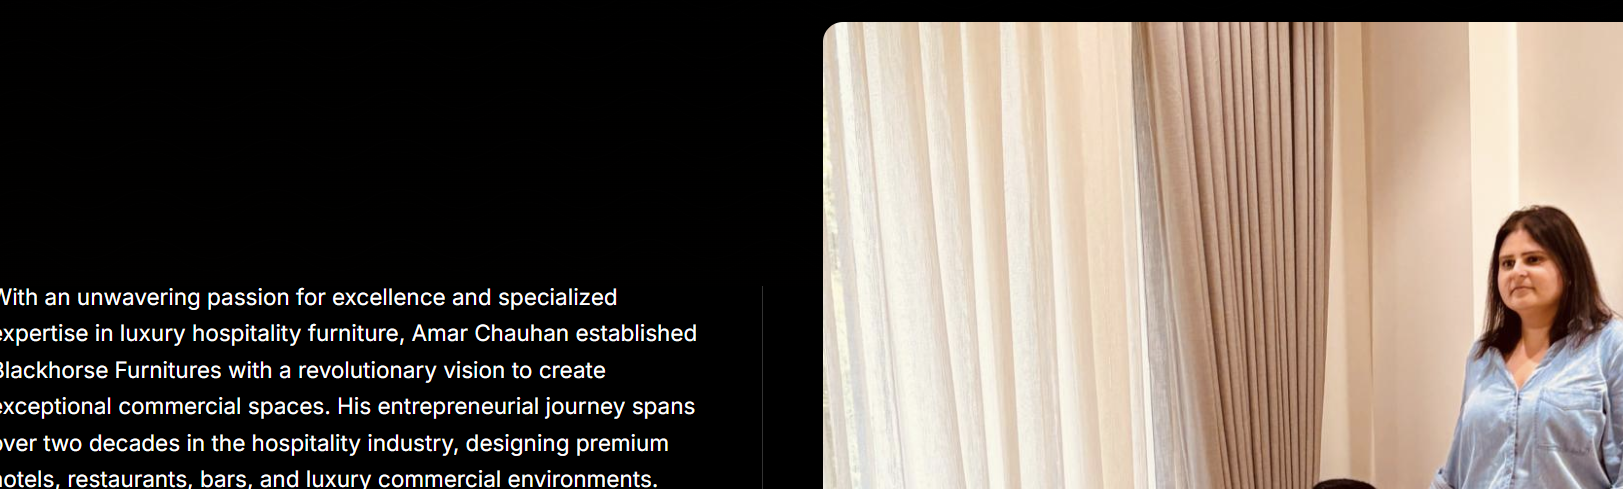 With an unwavering passion for excellence and specialized
expertise in luxury hospitality furniture, Amar Chauhan established
Blackhorse Furnitures with a revolutionary vision to create
exceptional commercial spaces. His entrepreneurial journey spans
over two decades in the hospitality industry, designing premium
hotels, restaurants, bars, and luxury commercial environments.